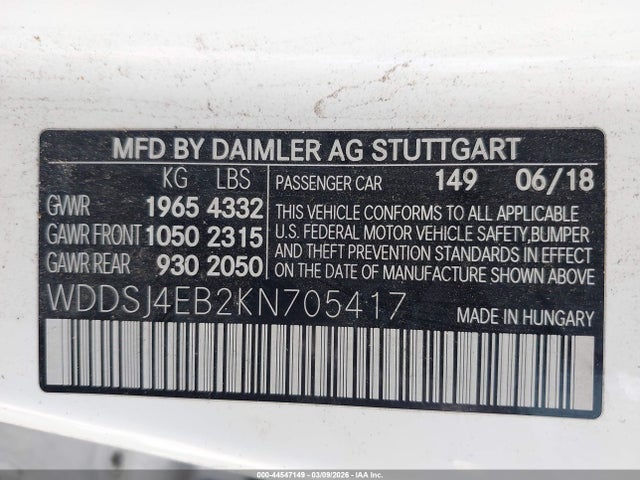 MFD BY DAIMLER AG STUTTGART
KG LBS
GVWR 1965 4332
GAWR FRONT 1050 2315
GAWR REAR 930 2050
PASSENGER CAR 149 06/18
THIS VEHICLE CONFORMS TO ALL APPLICABLE
U.S. FEDERAL MOTOR VEHICLE SAFETY,BUMPER
AND THEFT PREVENTION STANDARDS IN EFFECT
ON THE DATE OF MANUFACTURE SHOWN ABOVE.
WDDSJ4EB2KN705417
MADE IN HUNGARY
000-44547149 - 03/09/2026 - IAAI.COM